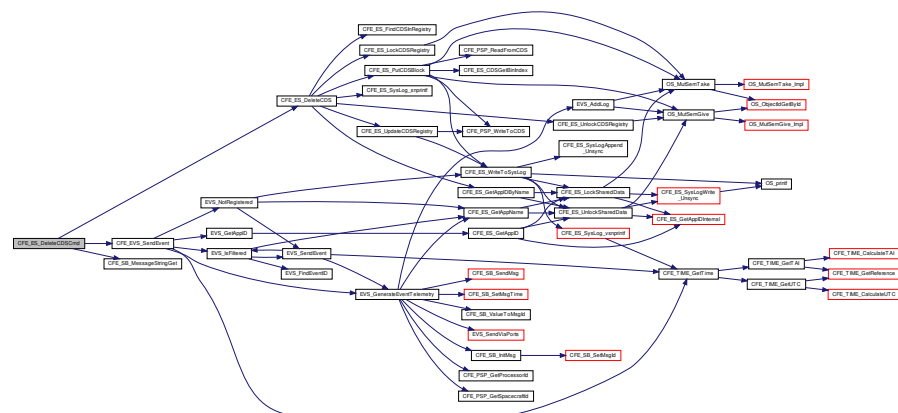 CFE_ES_DeleteCDSCmd
CFE_ES_DeleteCDS
CFE_EVS_SendEvent
CFE_SB_MessageStringGet
CFE_ES_FindCDSInRegistry
CFE_ES_LockCDSRegistry
CFE_ES_PutCDSBlock
CFE_ES_SysLog_snprintf
CFE_ES_UpdateCDSRegistry
EVS_NotRegistered
EVS_GetAppID
EVS_IsFiltered
EVS_SendEvent
EVS_FindEventID
EVS_GenerateEventTelemetry
CFE_PSP_ReadFromCDS
CFE_ES_CDSGetBinIndex
CFE_PSP_WriteToCDS
CFE_ES_WriteToSysLog
CFE_ES_GetAppIDByName
CFE_ES_GetAppName
CFE_ES_GetAppID
CFE_SB_SendMsg
CFE_SB_SetMsgTime
CFE_SB_ValueToMsgId
EVS_SendViaPorts
CFE_SB_InitMsg
CFE_PSP_GetProcessorId
CFE_PSP_GetSpacecraftId
EVS_AddLog
CFE_ES_UnlockCDSRegistry
CFE_ES_SysLogAppend
_Unsync
CFE_ES_LockSharedData
CFE_ES_UnlockSharedData
CFE_ES_SysLog_vsnprintf
CFE_SB_SetMsgId
OS_MutSemTake
OS_MutSemGive
CFE_ES_SysLogWrite
_Unsync
CFE_ES_GetAppIDInternal
CFE_TIME_GetTime
OS_MutSemTake_Impl
OS_ObjectIdGetById
OS_MutSemGive_Impl
OS_printf
CFE_TIME_GetTAI
CFE_TIME_GetUTC
CFE_TIME_CalculateTAI
CFE_TIME_GetReference
CFE_TIME_CalculateUTC